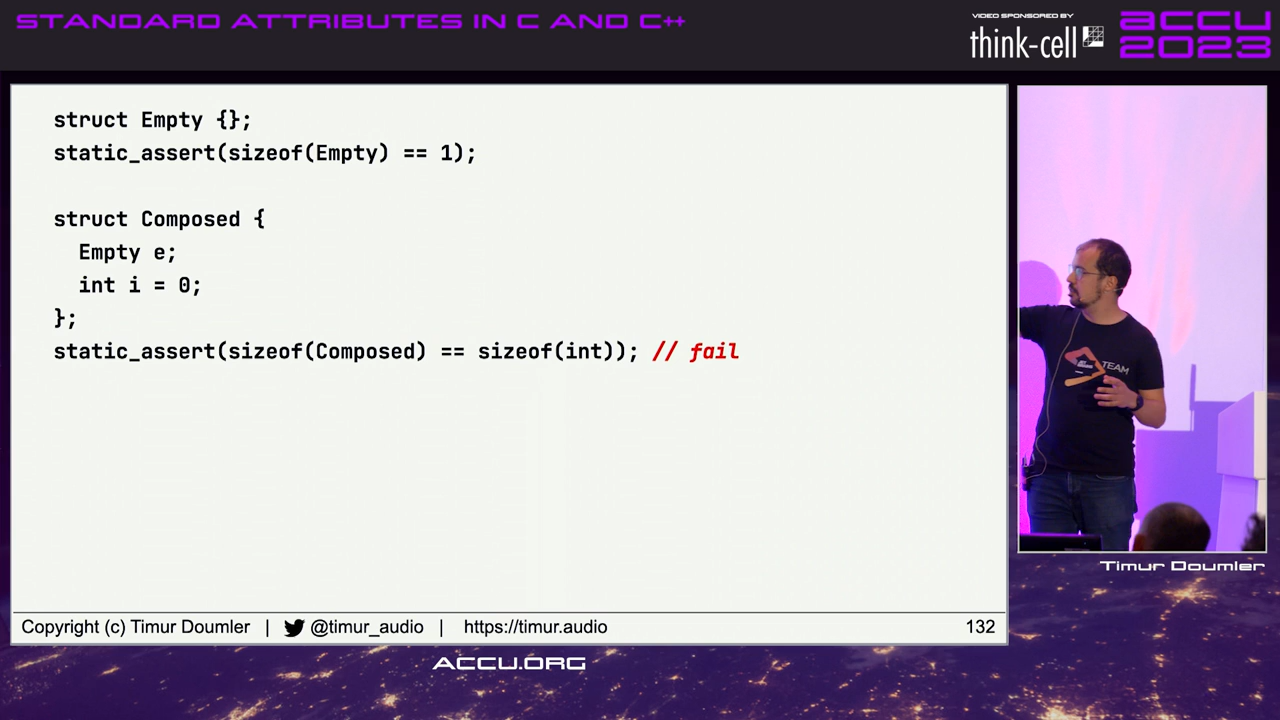 STANDARD ATTRIBUTES IN C AND C++
VIDEO SPONSORED BY
think-cell
ACCU
2023
struct Empty {};
static_assert(sizeof(Empty) == 1);
struct Composed {
Empty e;
int i = 0;
};
static_assert(sizeof(Composed) == sizeof(int)); // fail
TEAM
Timur Doumler
Copyright (c) Timur Doumler | @timur_audio | https://timur.audio 132
ACCU.ORG